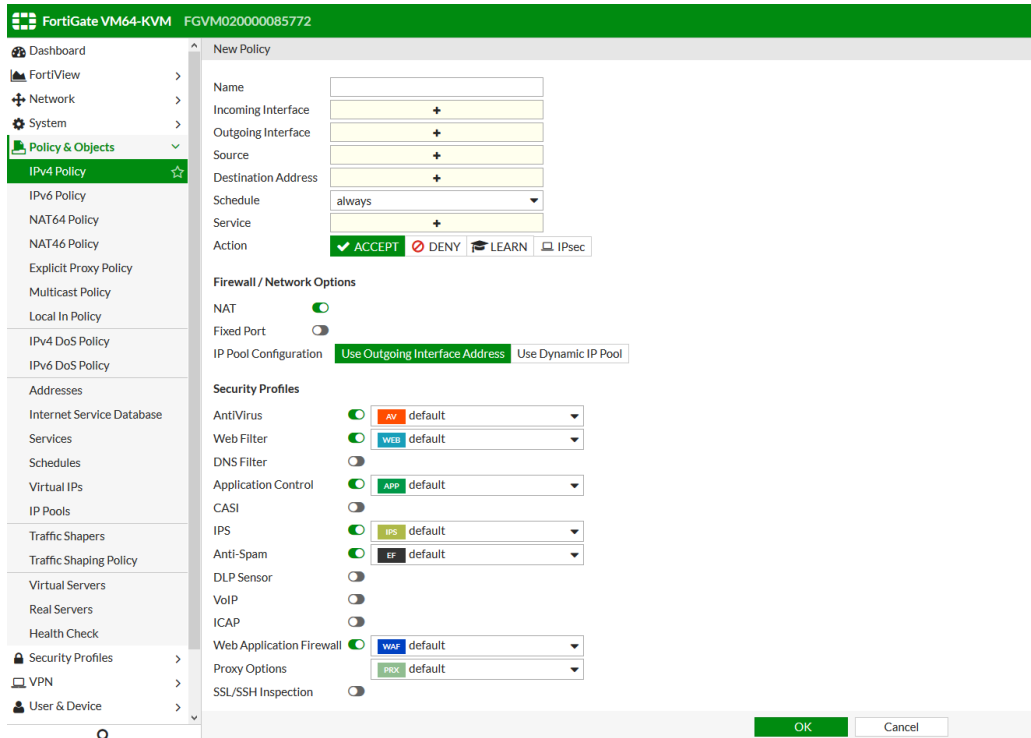 FortiGate VM64-KVM FGVM020000085772
Dashboard
FortiView
Network
System
Policy & Objects
IPv4 Policy
IPv6 Policy
NAT64 Policy
NAT46 Policy
Explicit Proxy Policy
Multicast Policy
Local In Policy
IPv4 DoS Policy
IPv6 DoS Policy
Addresses
Internet Service Database
Services
Schedules
Virtual IPs
IP Pools
Traffic Shapers
Traffic Shaping Policy
Virtual Servers
Real Servers
Health Check
Security Profiles
VPN
User & Device
New Policy
Name
Incoming Interface
Outgoing Interface
Source
Destination Address
Schedule always
Service
Action ACCEPT DENY LEARN IPsec
Firewall / Network Options
NAT
Fixed Port
IP Pool Configuration Use Outgoing Interface Address Use Dynamic IP Pool
Security Profiles
AntiVirus AV default
Web Filter WEB default
DNS Filter
Application Control APP default
CASI
IPS IPS default
Anti-Spam EF default
DLP Sensor
VoIP
ICAP
Web Application Firewall WAF default
Proxy Options PRX default
SSL/SSH Inspection
OK Cancel